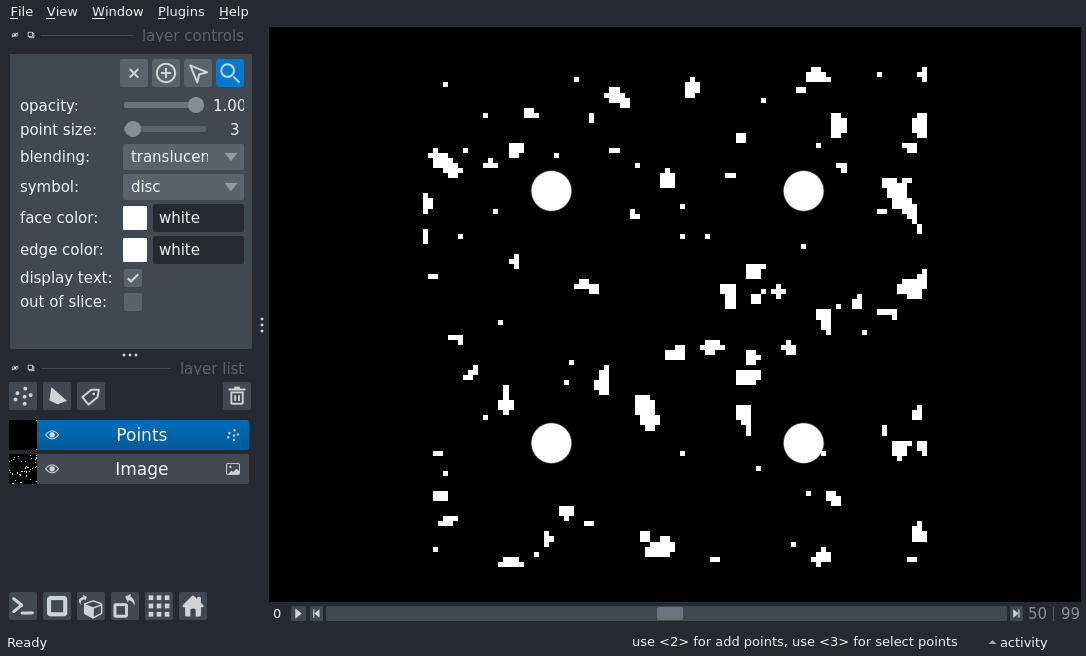 File View Window Plugins Help
layer controls
opacity: 1.00
point size: 3
blending: translucen
symbol: disc
face color: white
edge color: white
display text:
out of slice:
layer list
Points
Image
0 50 | 99
Ready use <2> for add points, use <3> for select points activity